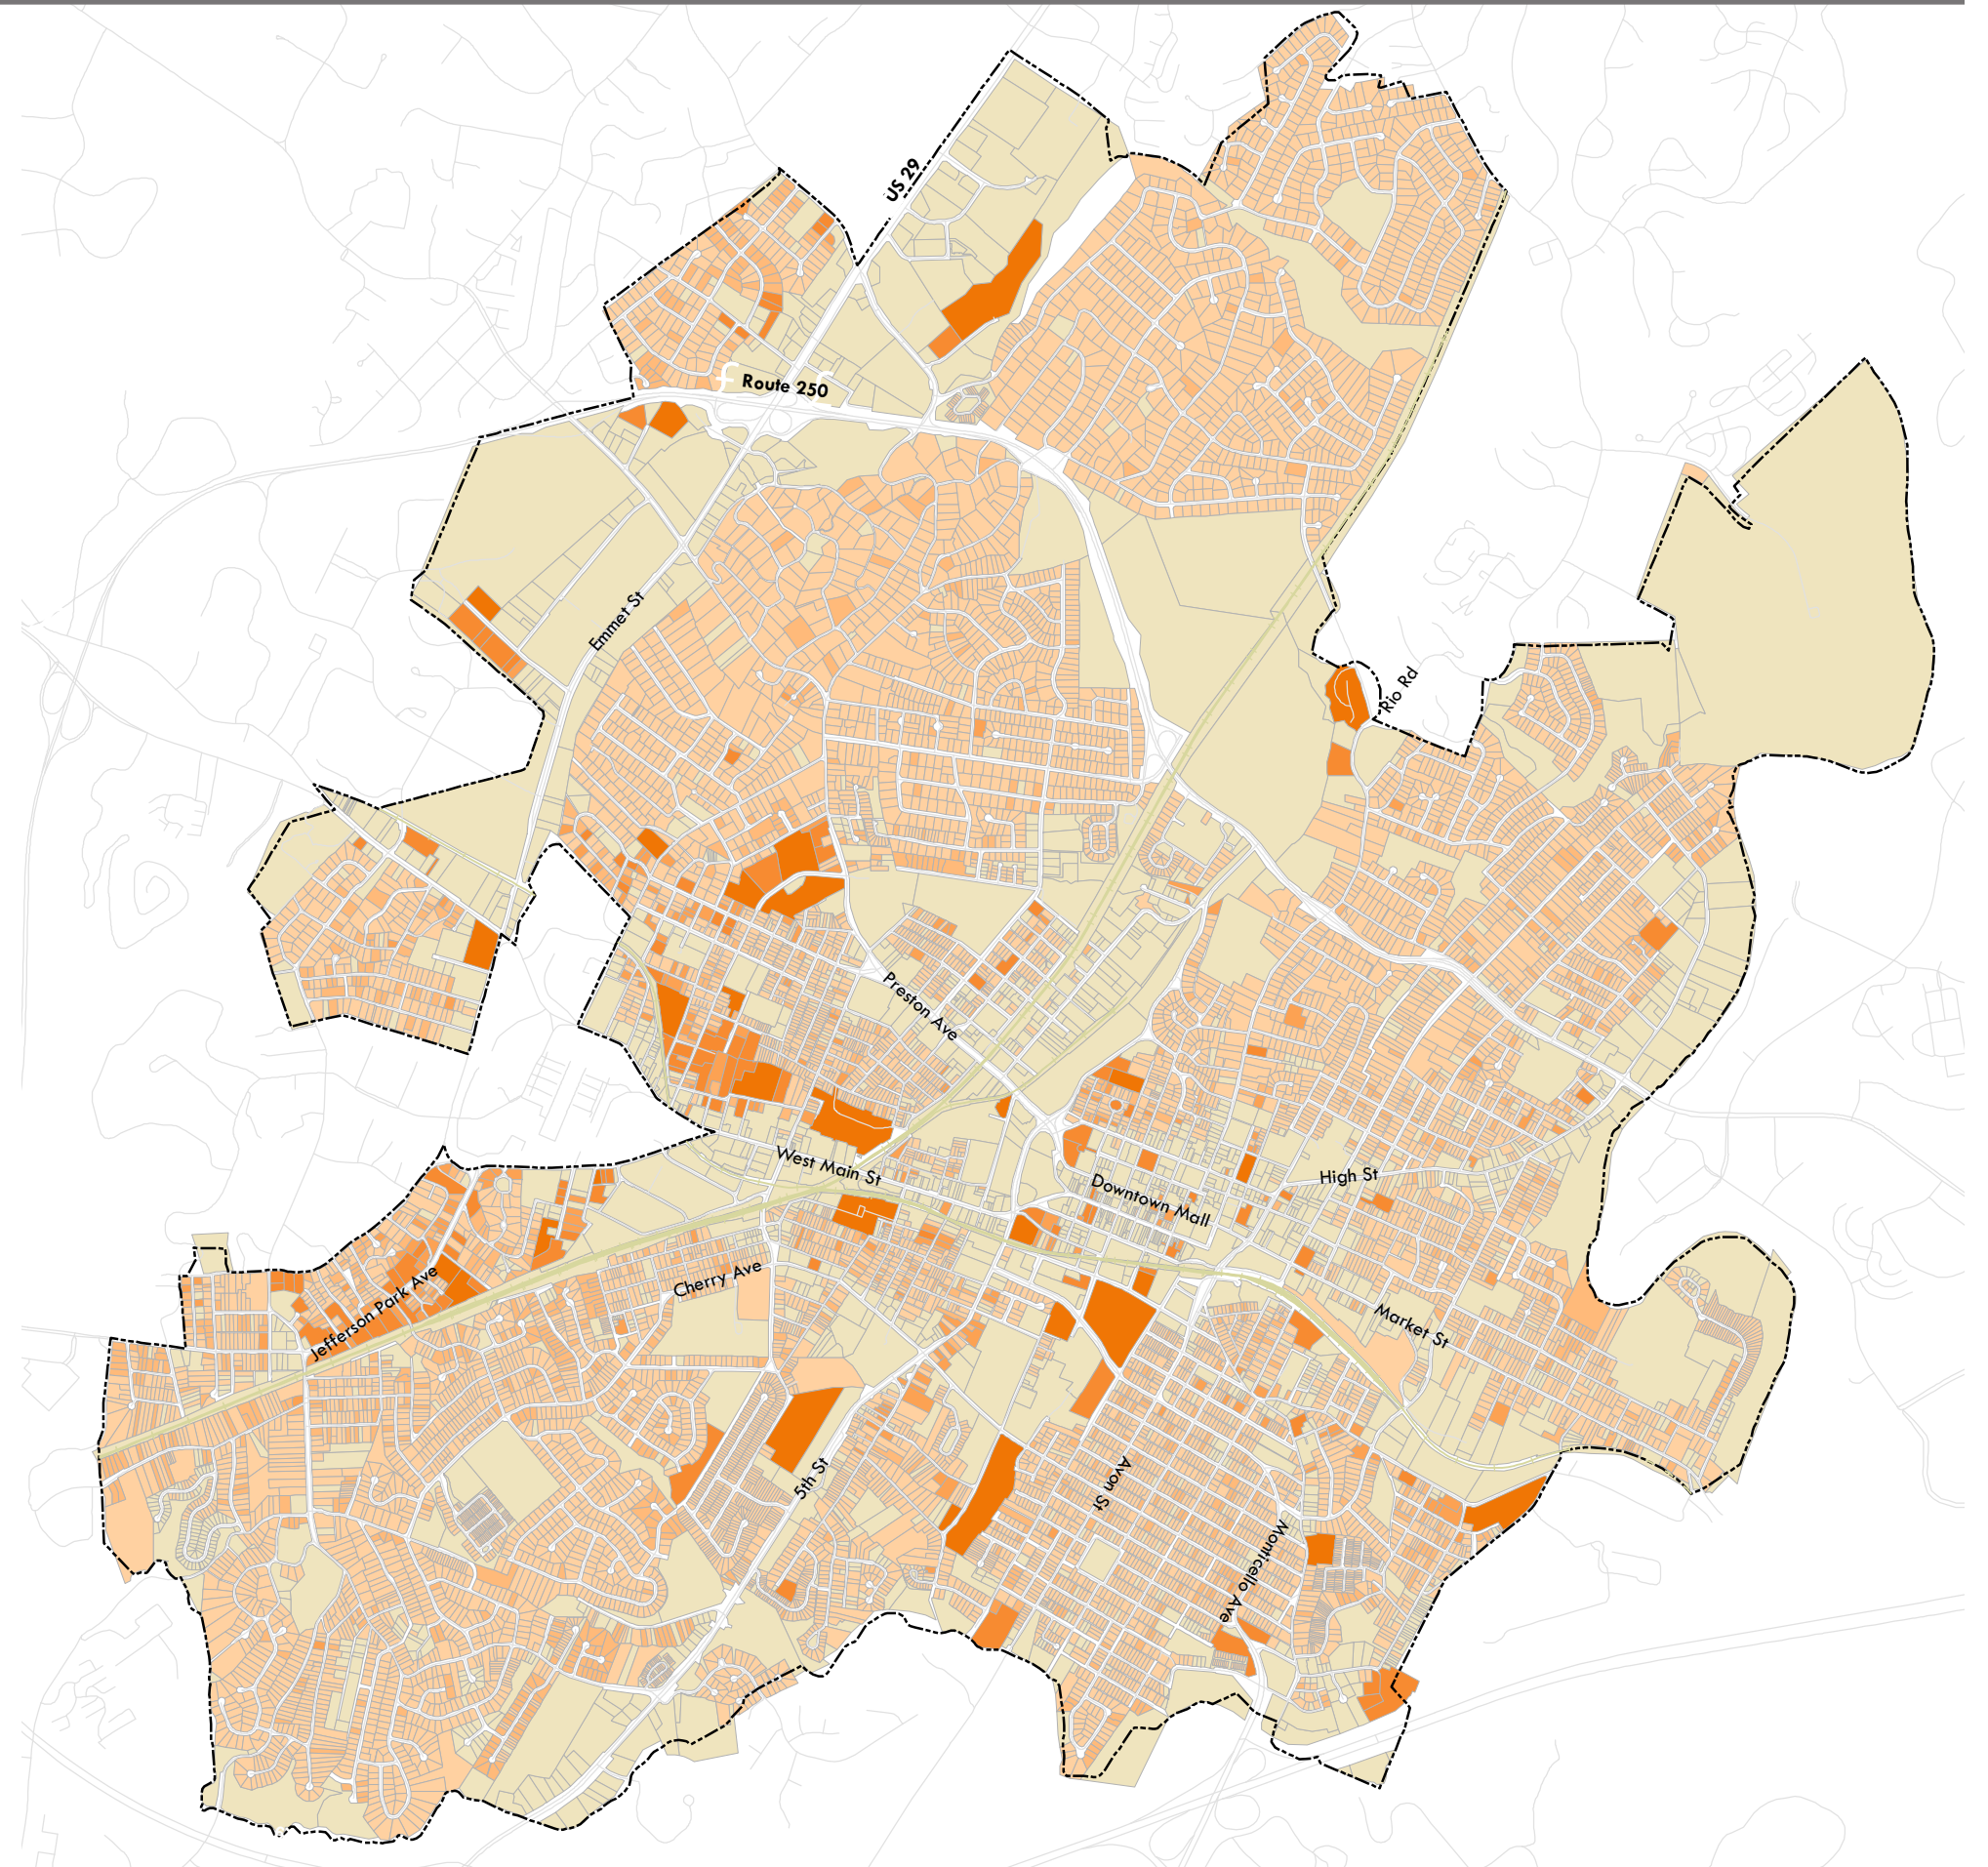 US 29
Route 250
Emmet St
Rio Rd
Preston Ave
West Main St
High St
Downtown Mall
Cherry Ave
Jefferson Park Ave
Market St
5th St
Avon St
Monticello Ave